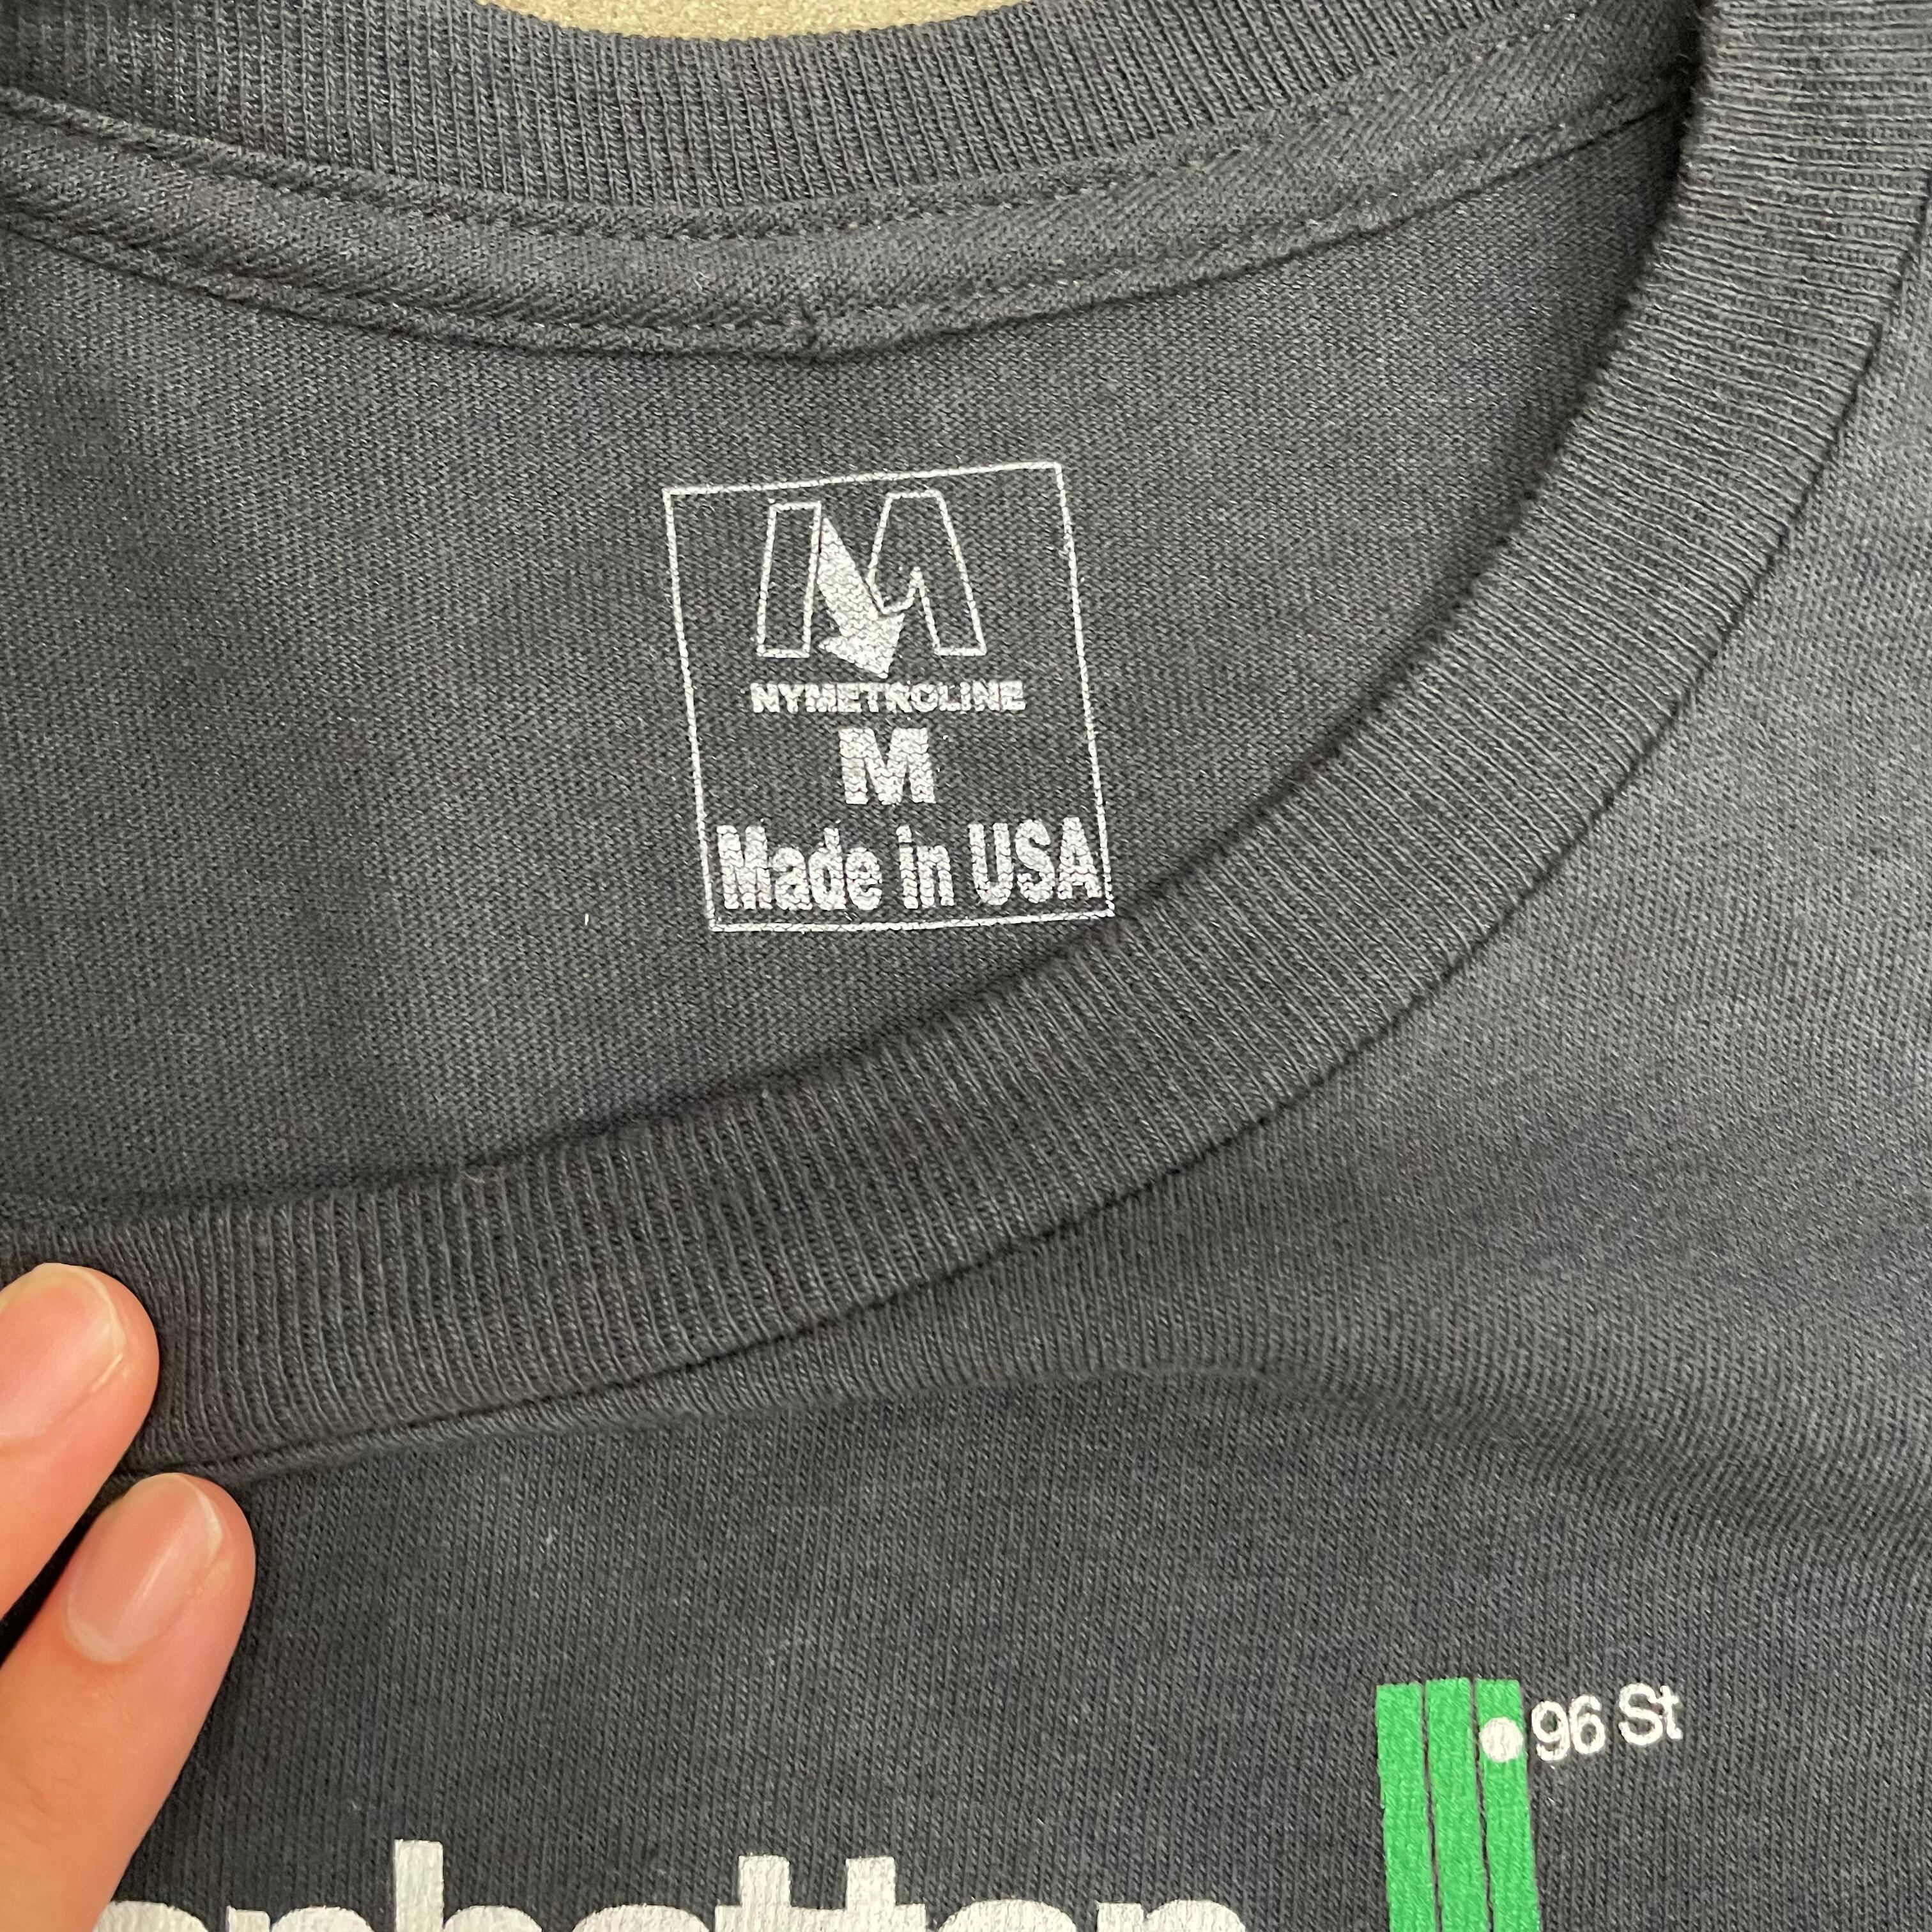 M
NYMETROLINE
M
Made in USA
96 St